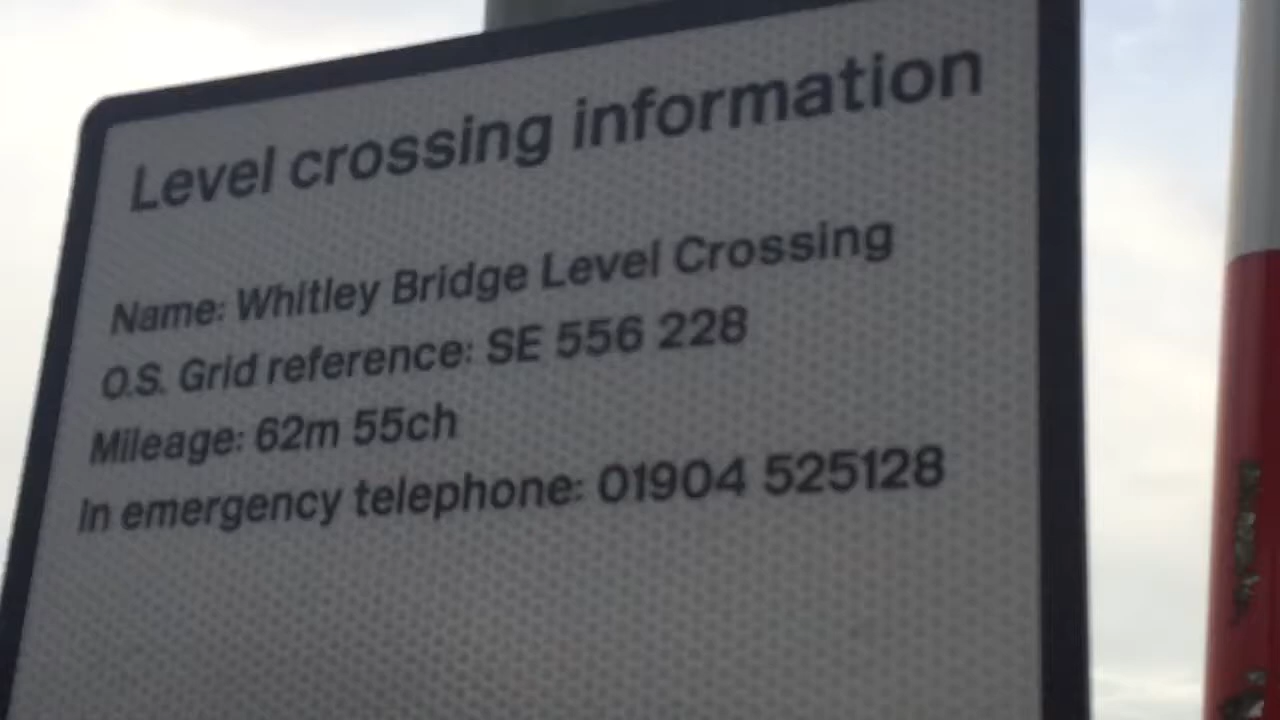 Level crossing information
Name: Whitley Bridge Level Crossing
O.S. Grid reference: SE 556 228
Mileage: 62m 55ch
In emergency telephone: 01904 525128